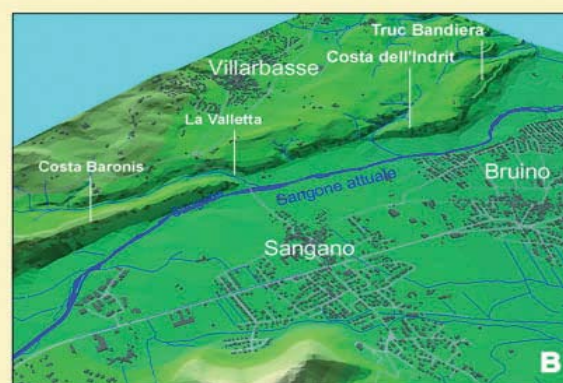 Truc Bandiera
Costa dell'Indrit
Villarbasse
La Valletta
Costa Baronis
Bruino
Sangone attuale
Sangano
B